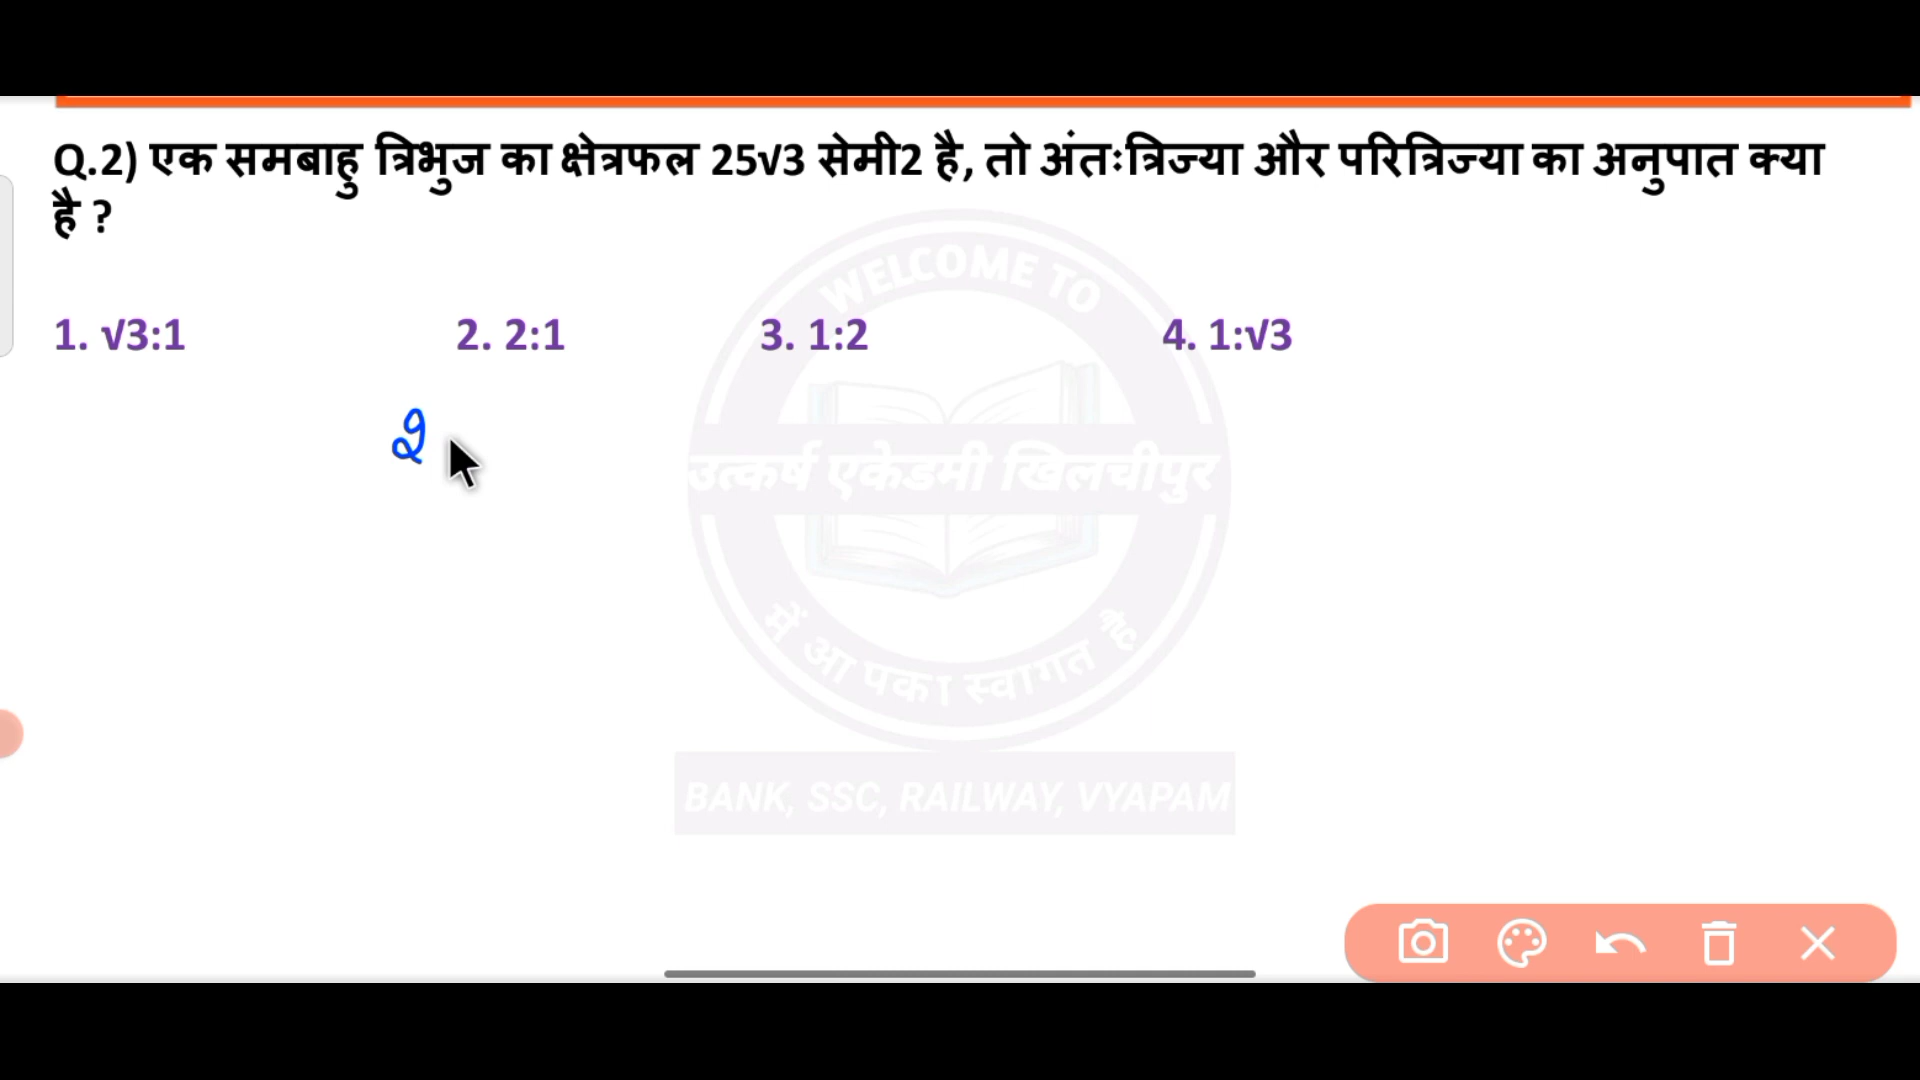 Q.2) एक समबाहु त्रिभुज का क्षेत्रफल 25√3 सेमी2 है, तो अंतःत्रिज्या और परित्रिज्या का अनुपात क्या
है ?
1. √3:1 2. 2:1 3. 1:2 4. 1:√3
WELCOME TO
उत्कर्ष एकेडमी खिलचीपुर
में आपका स्वागत है
BANK, SSC, RAILWAY, VYAPAM